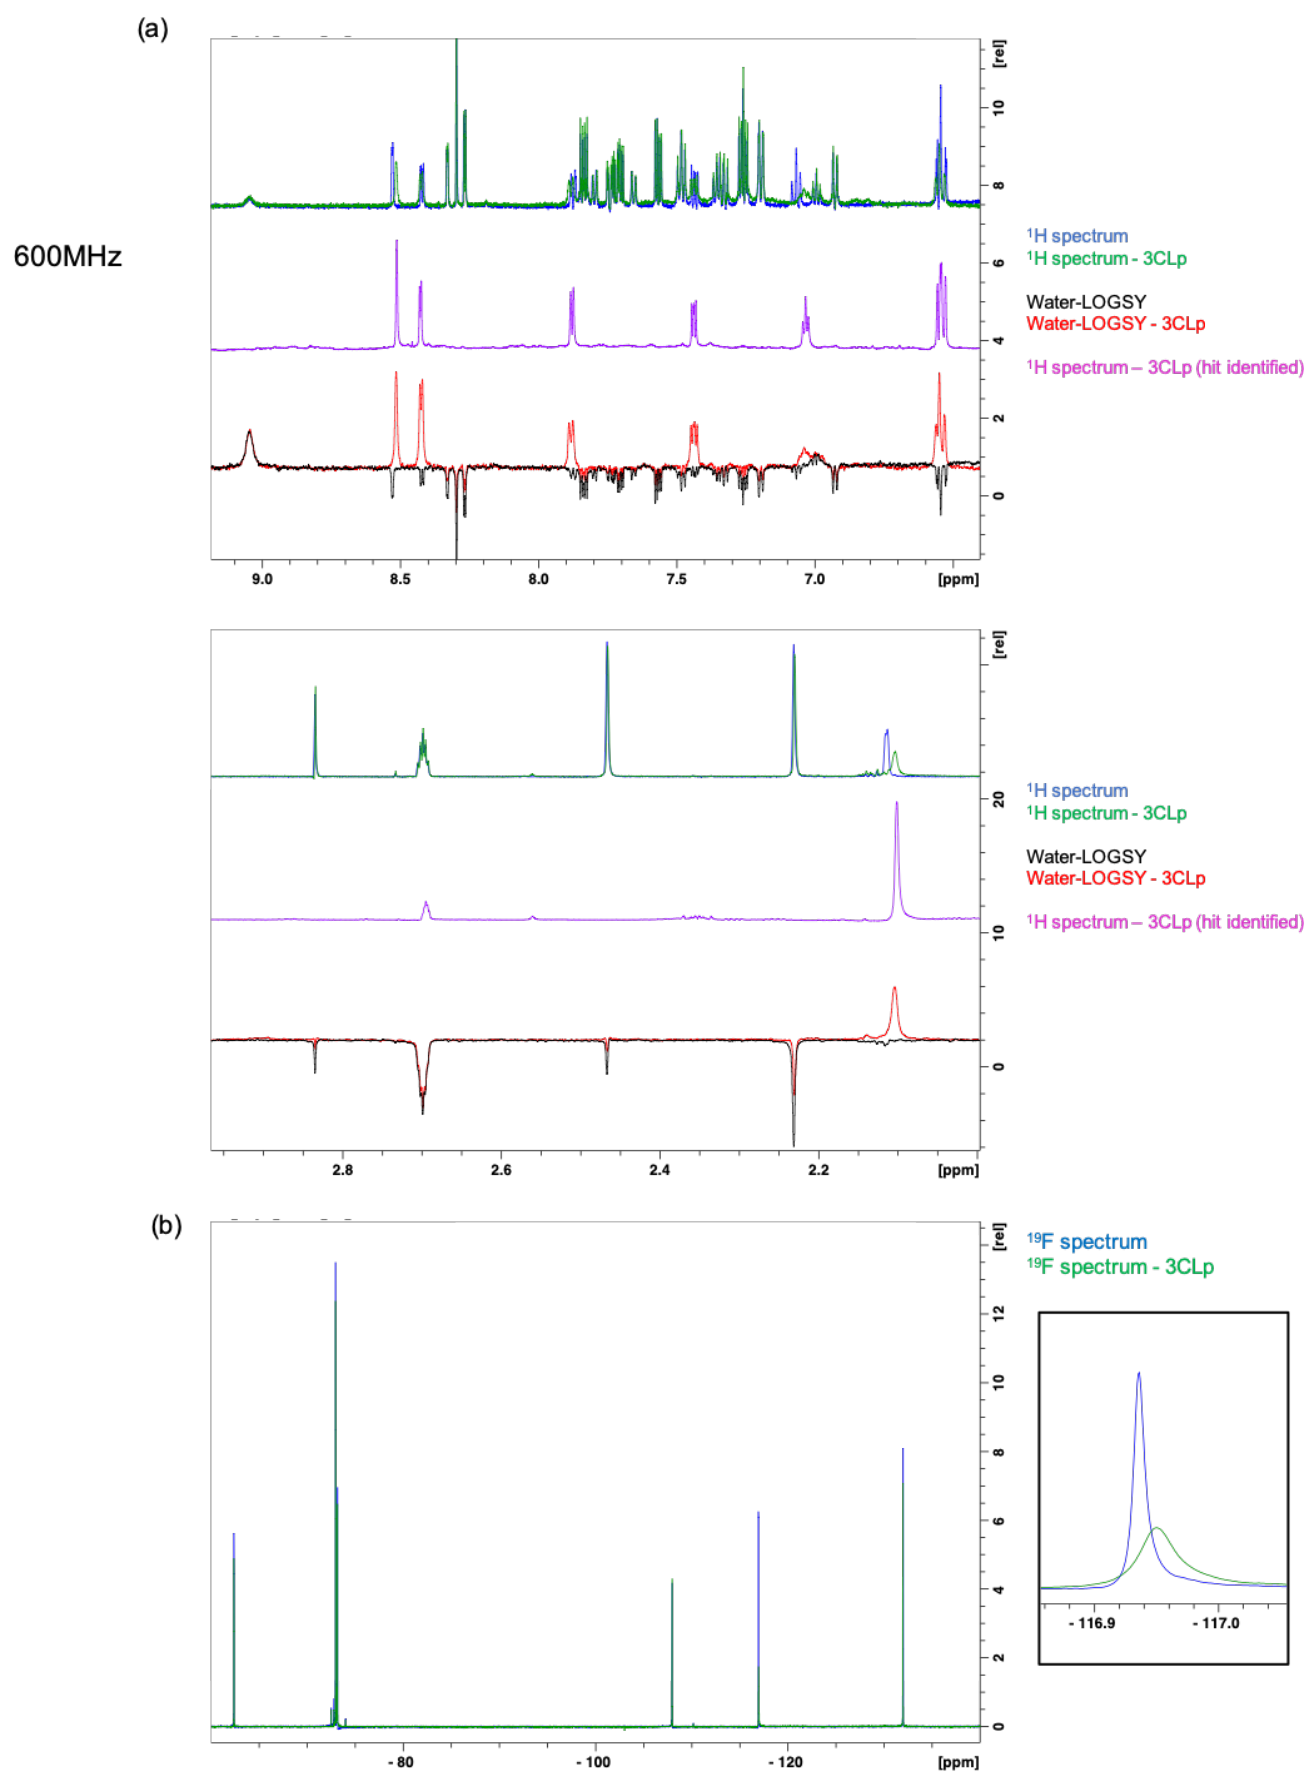 (a)
600MHz
[rel]
10
8
6
4
2
0
¹H spectrum
¹H spectrum - 3CLp
Water-LOGSY
Water-LOGSY - 3CLp
¹H spectrum – 3CLp (hit identified)
9.0 8.5 8.0 7.5 7.0 [ppm]
[rel]
20
10
0
¹H spectrum
¹H spectrum - 3CLp
Water-LOGSY
Water-LOGSY - 3CLp
¹H spectrum – 3CLp (hit identified)
2.8 2.6 2.4 2.2 [ppm]
(b)
[rel]
12
10
8
6
4
2
0
¹⁹F spectrum
¹⁹F spectrum - 3CLp
- 116.9 - 117.0
- 80 - 100 - 120 [ppm]